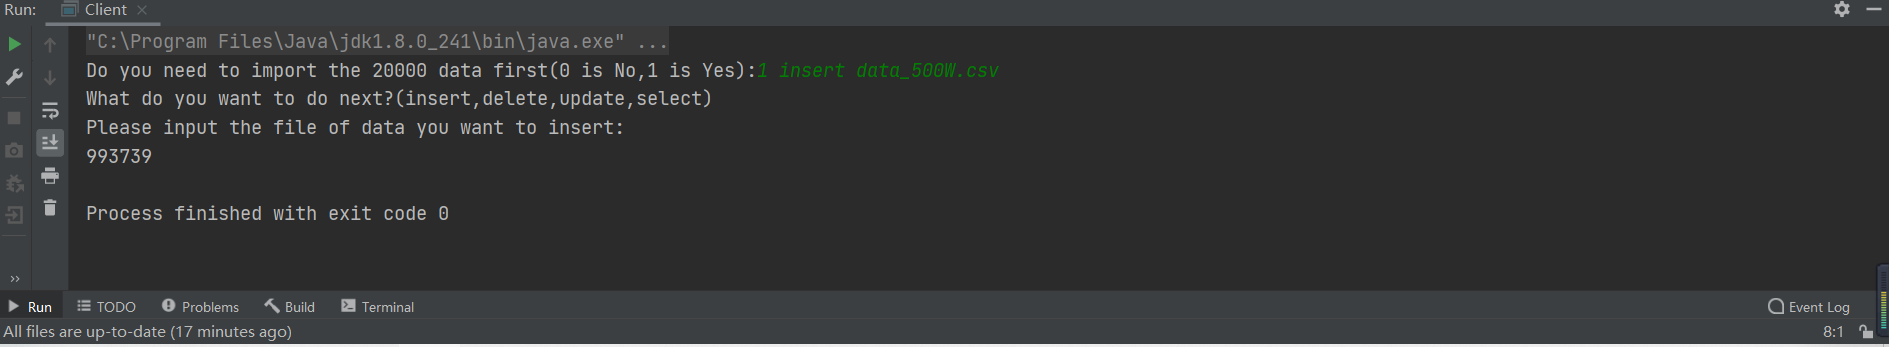 Run: Client
"C:\Program Files\Java\jdk1.8.0_241\bin\java.exe" ...
Do you need to import the 20000 data first(0 is No,1 is Yes):1 insert data_500W.csv
What do you want to do next?(insert,delete,update,select)
Please input the file of data you want to insert:
993739
Process finished with exit code 0
Run TODO Problems Build Terminal Event Log
All files are up-to-date (17 minutes ago) 8:1